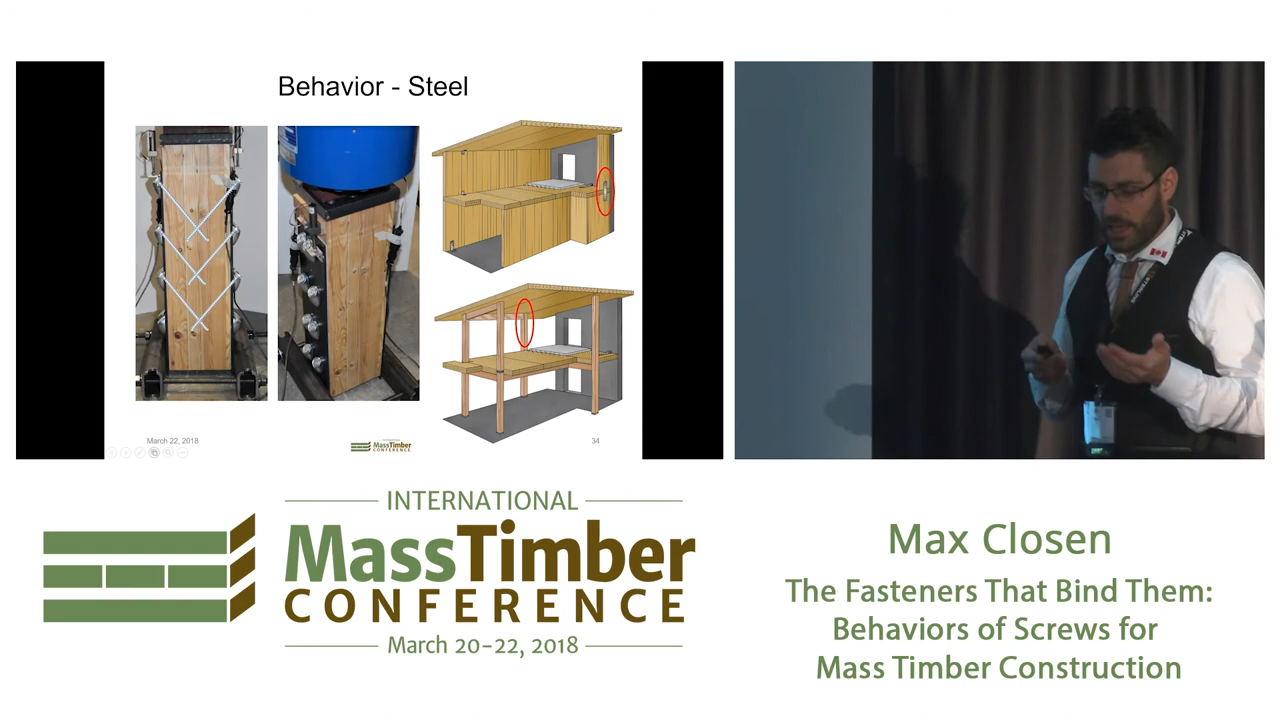 Behavior - Steel
March 22, 2018
MassTimber
CONFERENCE
34
INTERNATIONAL
MassTimber
CONFERENCE
March 20–22, 2018
Max Closen
The Fasteners That Bind Them:
Behaviors of Screws for
Mass Timber Construction